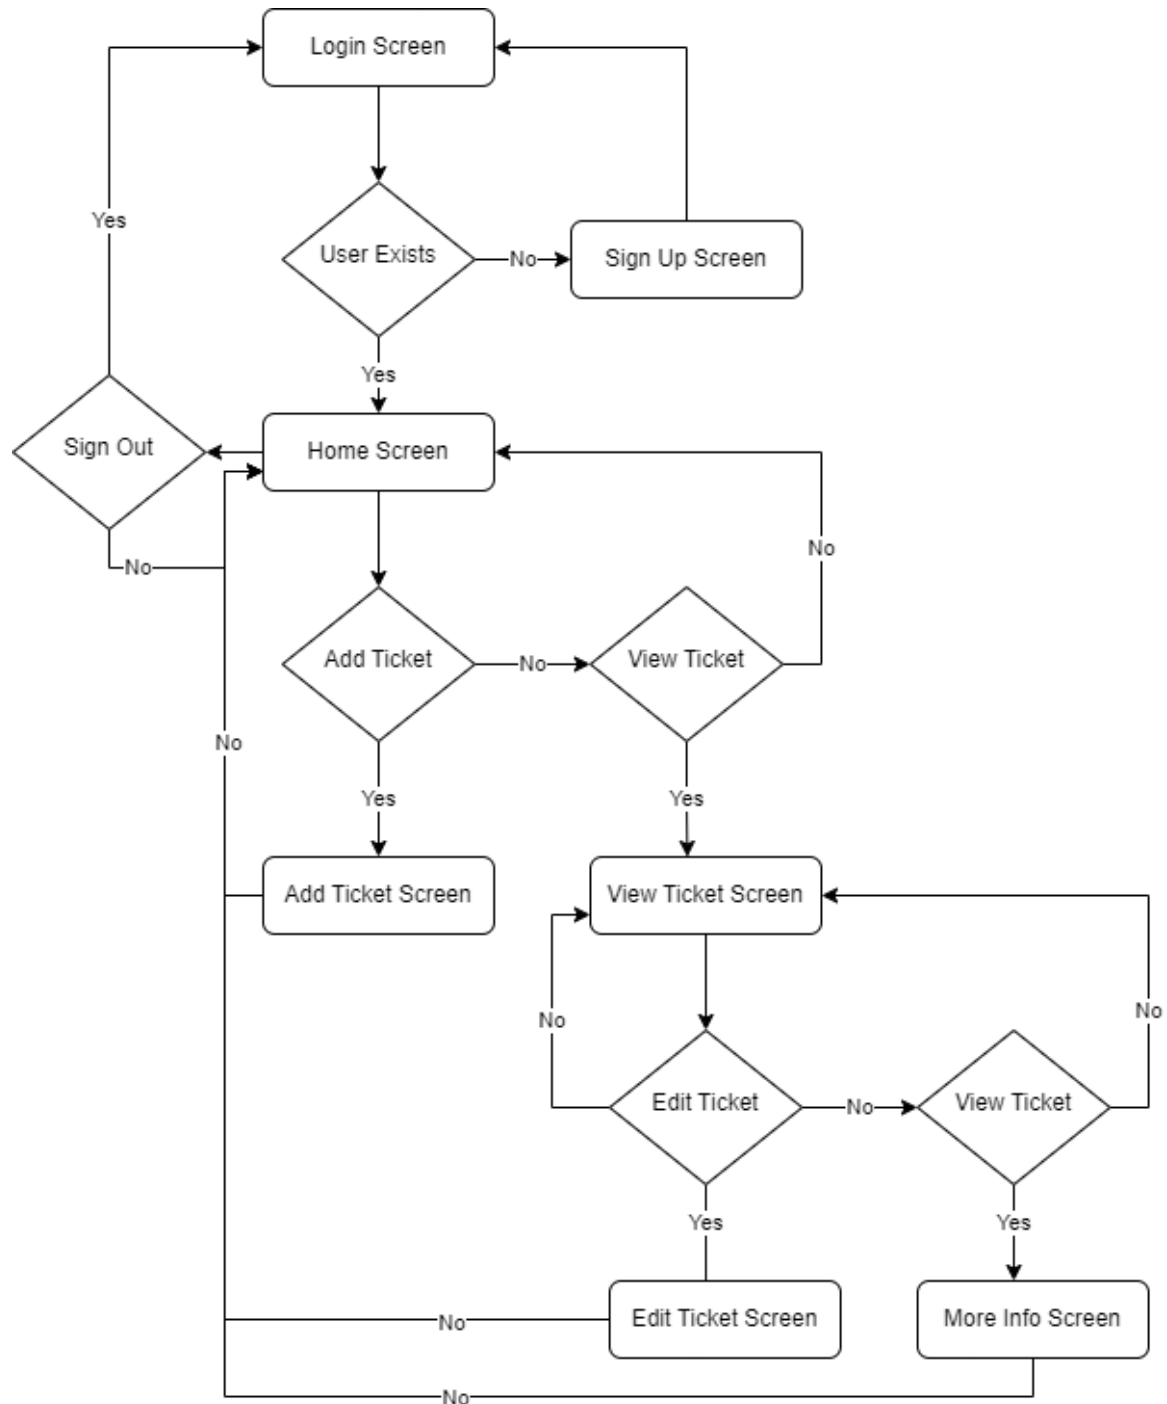 Login Screen
Yes
User Exists
No
Sign Up Screen
Yes
Sign Out
Home Screen
No
No
Add Ticket
No
View Ticket
No
Yes
Yes
Add Ticket Screen
View Ticket Screen
No
No
Edit Ticket
No
View Ticket
Yes
Yes
Edit Ticket Screen
More Info Screen
No
No